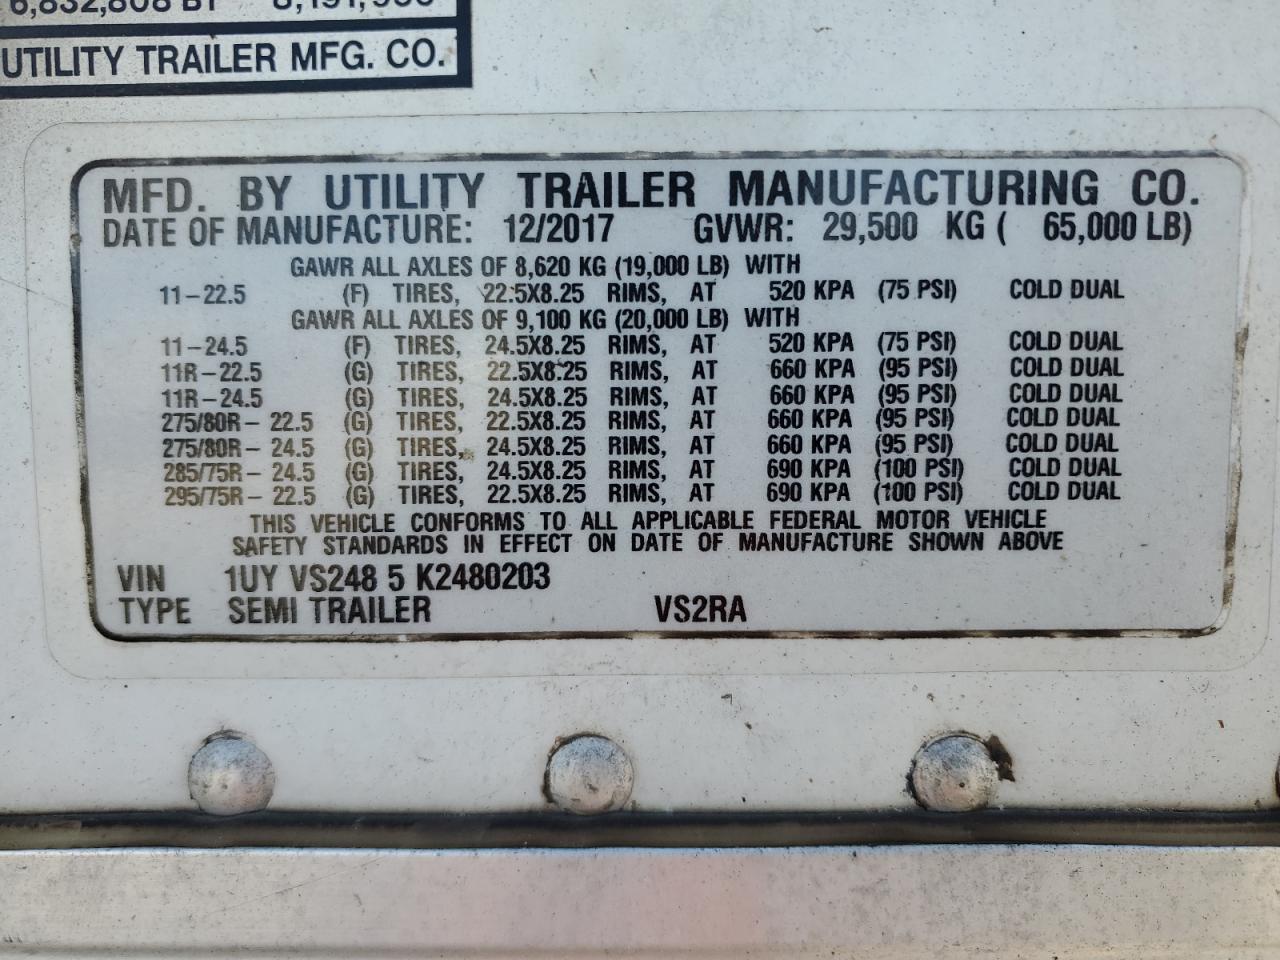 UTILITY TRAILER MFG. CO.
MFD. BY UTILITY TRAILER MANUFACTURING CO.
DATE OF MANUFACTURE: 12/2017 GVWR: 29,500 KG ( 65,000 LB)
GAWR ALL AXLES OF 8,620 KG (19,000 LB) WITH
11-22.5 (F) TIRES, 22.5X8.25 RIMS, AT 520 KPA (75 PSI) COLD DUAL
GAWR ALL AXLES OF 9,100 KG (20,000 LB) WITH
11-24.5 (F) TIRES, 24.5X8.25 RIMS, AT 520 KPA (75 PSI) COLD DUAL
11R-22.5 (G) TIRES, 22.5X8.25 RIMS, AT 660 KPA (95 PSI) COLD DUAL
11R-24.5 (G) TIRES, 24.5X8.25 RIMS, AT 660 KPA (95 PSI) COLD DUAL
275/80R- 22.5 (G) TIRES, 22.5X8.25 RIMS, AT 660 KPA (95 PSI) COLD DUAL
275/80R- 24.5 (G) TIRES, 24.5X8.25 RIMS, AT 660 KPA (95 PSI) COLD DUAL
285/75R- 24.5 (G) TIRES, 24.5X8.25 RIMS, AT 690 KPA (100 PSI) COLD DUAL
295/75R- 22.5 (G) TIRES, 22.5X8.25 RIMS, AT 690 KPA (100 PSI) COLD DUAL
THIS VEHICLE CONFORMS TO ALL APPLICABLE FEDERAL MOTOR VEHICLE
SAFETY STANDARDS IN EFFECT ON DATE OF MANUFACTURE SHOWN ABOVE
VIN 1UY VS248 5 K2480203
TYPE SEMI TRAILER VS2RA